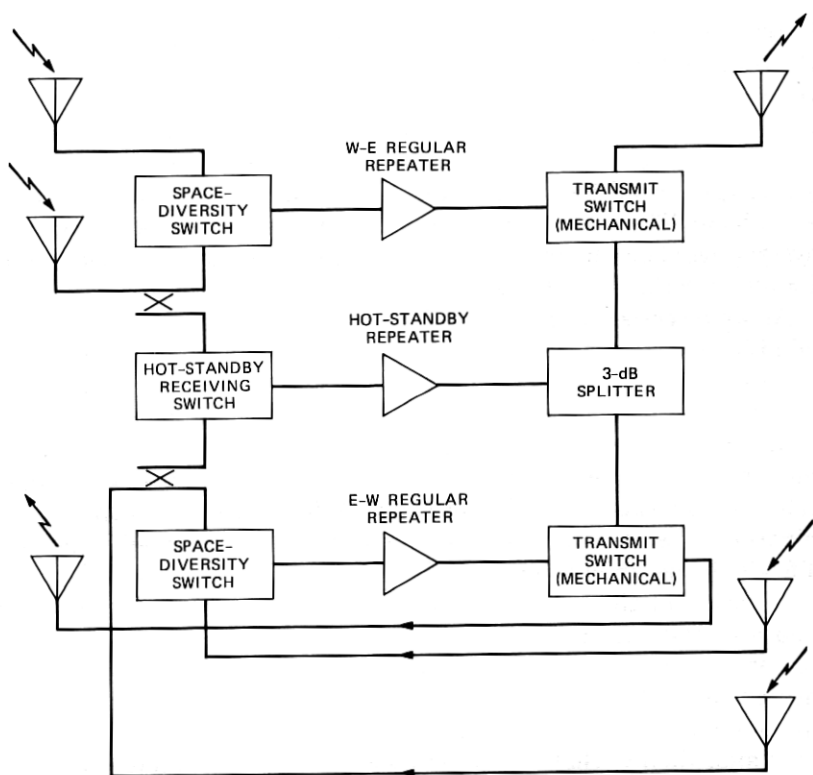 W-E REGULAR
REPEATER
SPACE-
DIVERSITY
SWITCH
TRANSMIT
SWITCH
(MECHANICAL)
HOT-STANDBY
REPEATER
HOT-STANDBY
RECEIVING
SWITCH
3-dB
SPLITTER
E-W REGULAR
REPEATER
SPACE-
DIVERSITY
SWITCH
TRANSMIT
SWITCH
(MECHANICAL)